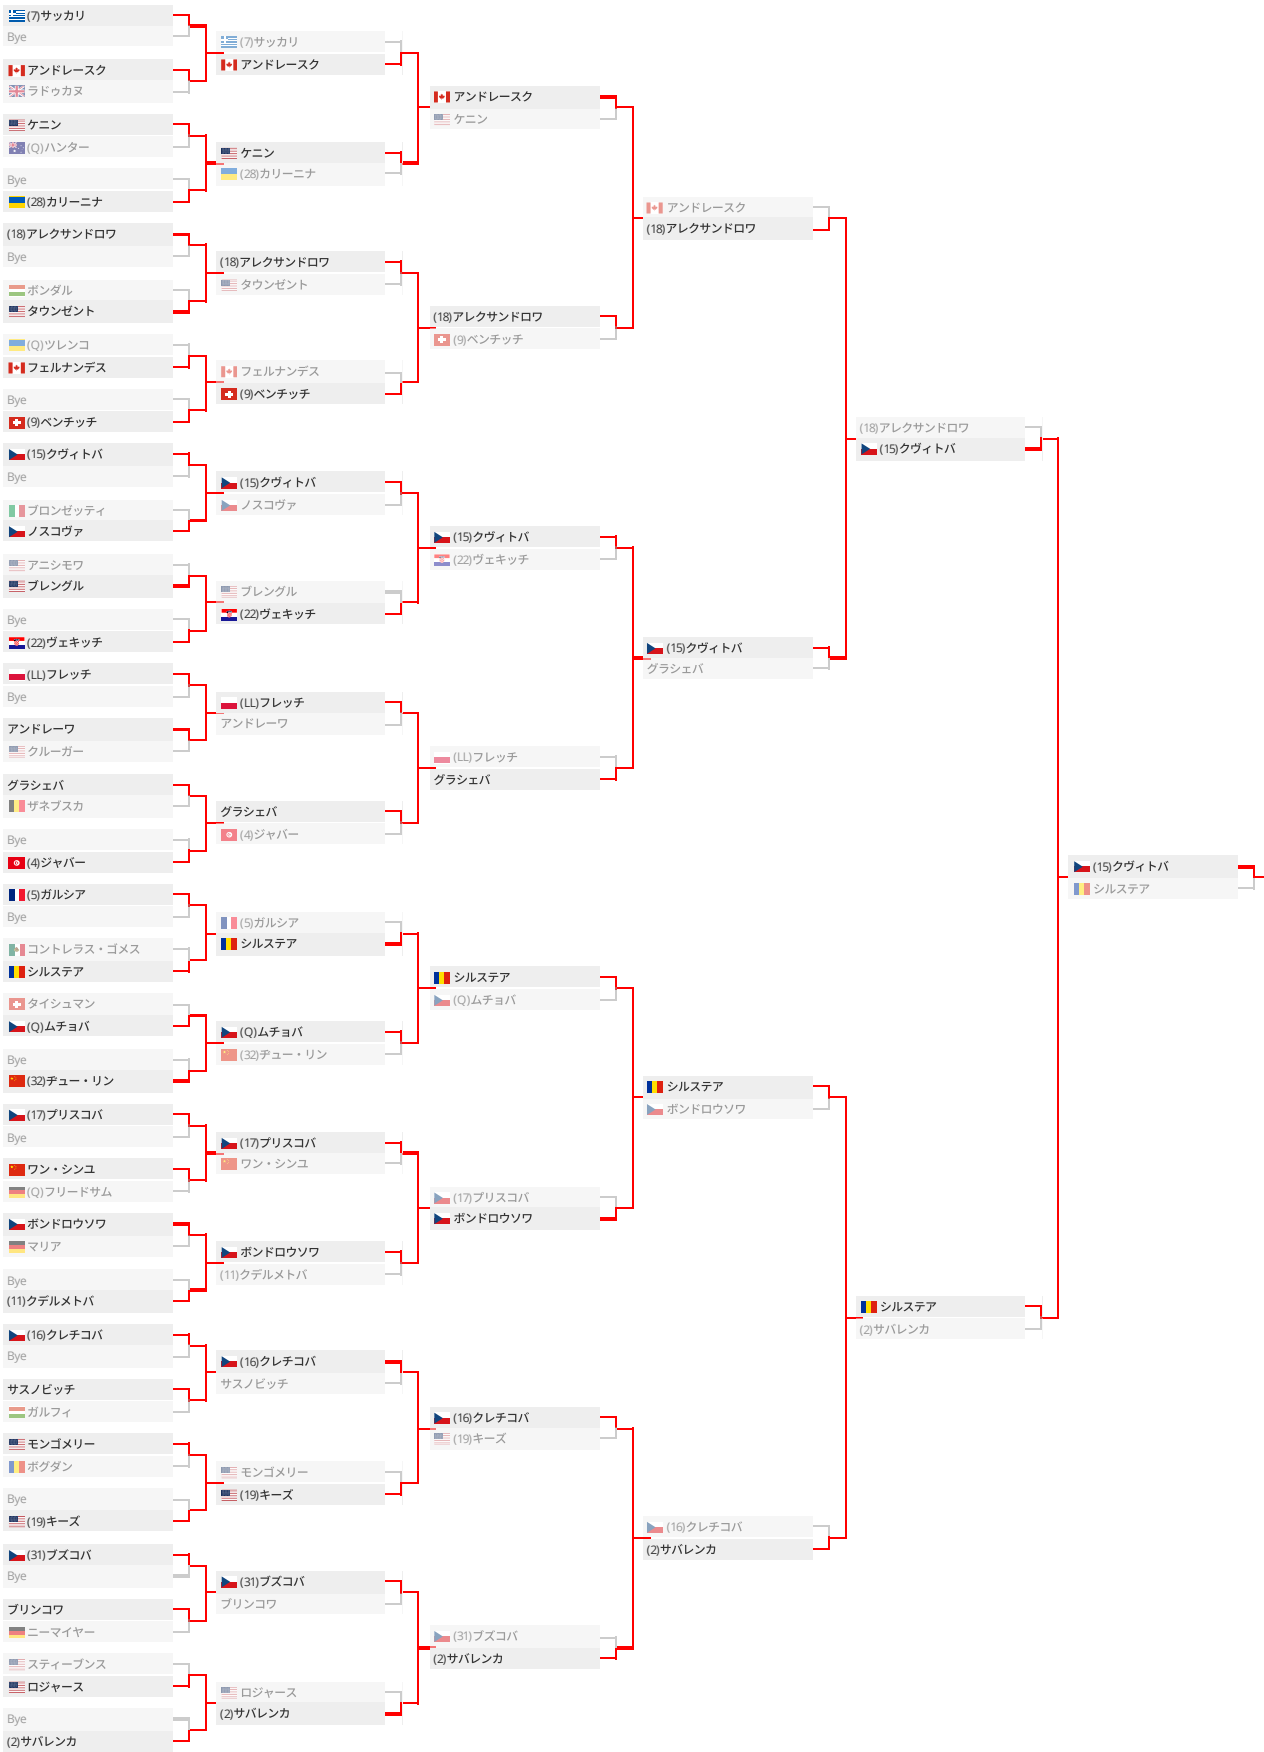 (7)サッカリ
Bye
アンドレースク
ラドゥカヌ
ケニン
(Q)ハンター
Bye
(28)カリーニナ
(18)アレクサンドロワ
Bye
ボンダル
タウンゼント
(Q)ツレンコ
フェルナンデス
Bye
(9)ベンチッチ
(15)クヴィトバ
Bye
ブロンゼッティ
ノスコヴァ
アニシモワ
ブレングル
Bye
(22)ヴェキッチ
(LL)フレッチ
Bye
アンドレーワ
クルーガー
グラシェバ
ザネブスカ
Bye
(4)ジャバー
(5)ガルシア
Bye
コントレラス・ゴメス
シルステア
タイシュマン
(Q)ムチョバ
Bye
(32)ヂュー・リン
(17)プリスコバ
Bye
ワン・シンユ
(Q)フリードサム
ボンドロウソワ
マリア
Bye
(11)クデルメトバ
(16)クレチコバ
Bye
サスノビッチ
ガルフィ
モンゴメリー
ボグダン
Bye
(19)キーズ
(31)ブズコバ
Bye
ブリンコワ
ニーマイヤー
スティーブンス
ロジャース
Bye
(2)サバレンカ
(7)サッカリ
アンドレースク
ケニン
(28)カリーニナ
(18)アレクサンドロワ
タウンゼント
フェルナンデス
(9)ベンチッチ
(15)クヴィトバ
ノスコヴァ
ブレングル
(22)ヴェキッチ
(LL)フレッチ
アンドレーワ
グラシェバ
(4)ジャバー
(5)ガルシア
シルステア
(Q)ムチョバ
(32)ヂュー・リン
(17)プリスコバ
ワン・シンユ
ボンドロウソワ
(11)クデルメトバ
(16)クレチコバ
サスノビッチ
モンゴメリー
(19)キーズ
(31)ブズコバ
ブリンコワ
ロジャース
(2)サバレンカ
アンドレースク
ケニン
(18)アレクサンドロワ
(9)ベンチッチ
(15)クヴィトバ
(22)ヴェキッチ
(LL)フレッチ
グラシェバ
シルステア
(Q)ムチョバ
(17)プリスコバ
ボンドロウソワ
(16)クレチコバ
(19)キーズ
(31)ブズコバ
(2)サバレンカ
アンドレースク
(18)アレクサンドロワ
(15)クヴィトバ
グラシェバ
シルステア
ボンドロウソワ
(16)クレチコバ
(2)サバレンカ
(18)アレクサンドロワ
(15)クヴィトバ
シルステア
(2)サバレンカ
(15)クヴィトバ
シルステア